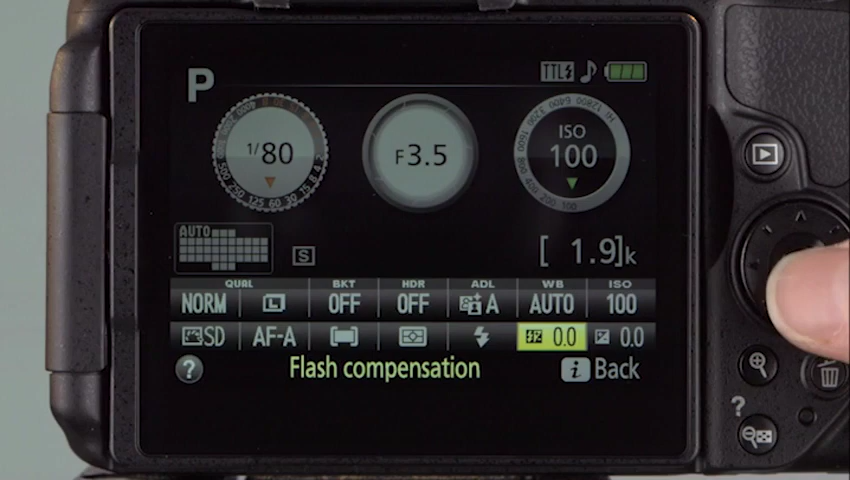 P TTL
1/80 F3.5 ISO 100
AUTO S [ 1.9]k
QUAL BKT HDR ADL WB ISO
NORM L OFF OFF A AUTO 100
SD AF-A 0.0 0.0
Flash compensation
? i Back
?